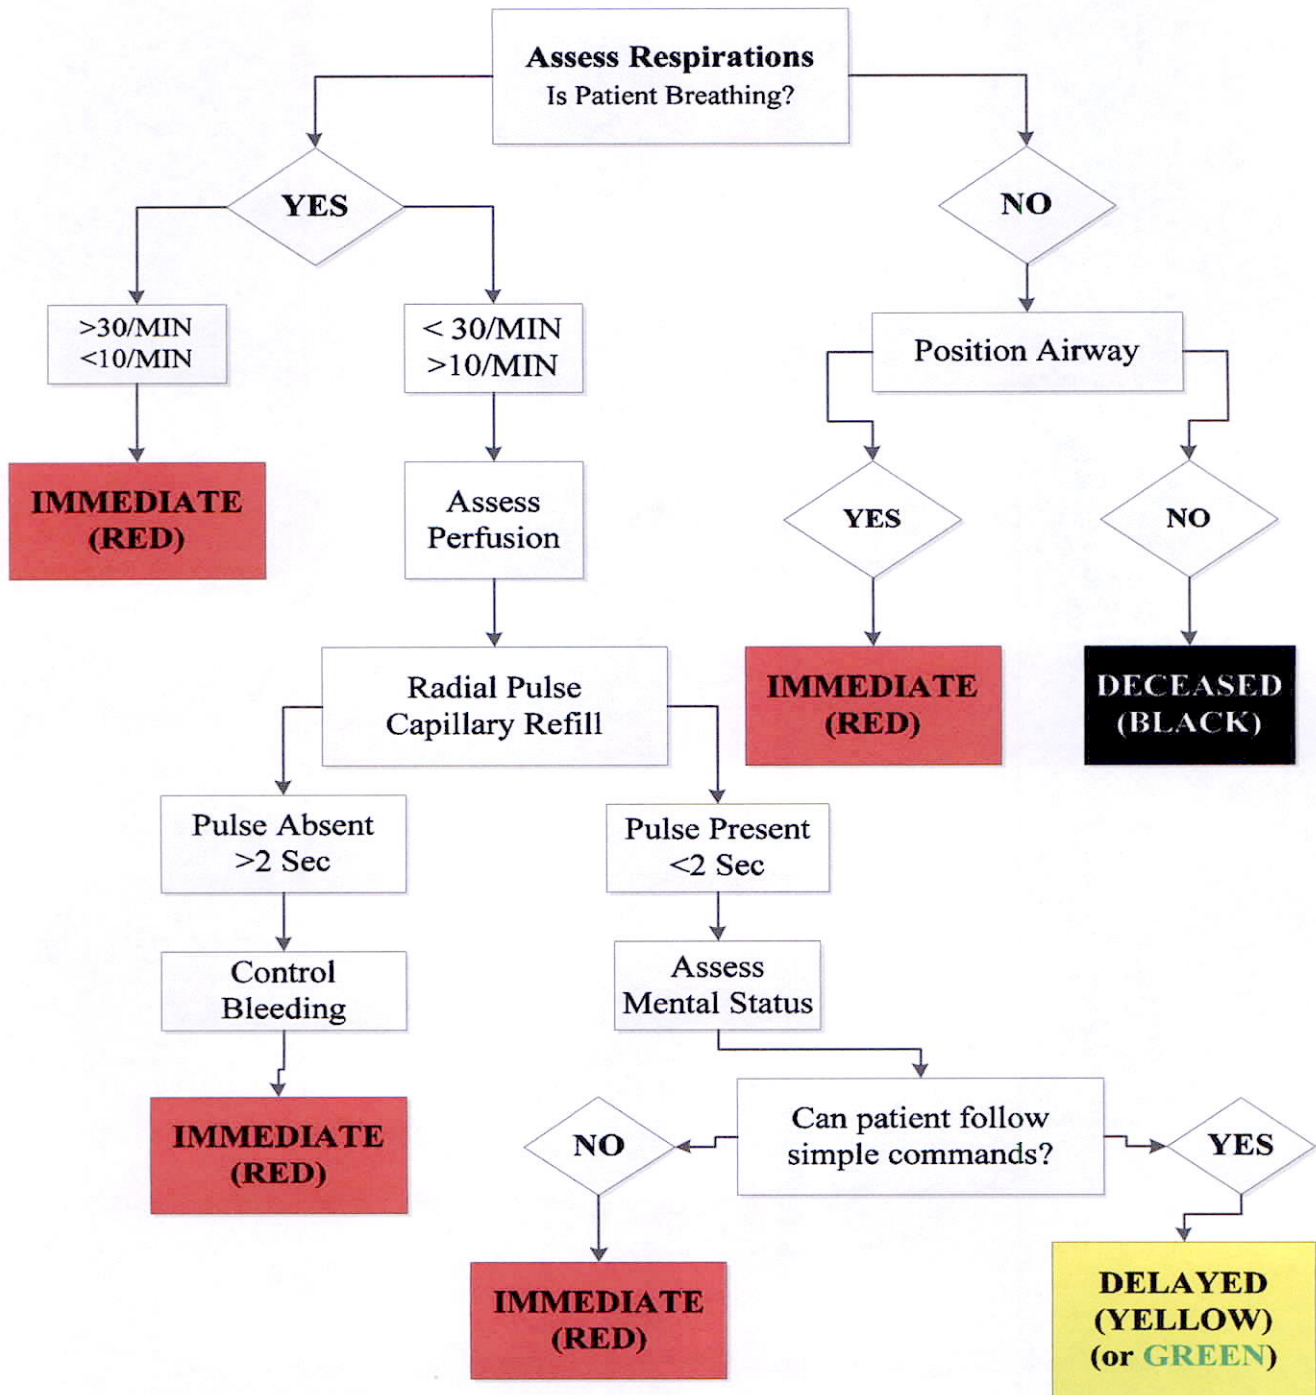 Assess Respirations
Is Patient Breathing?
YES
NO
>30/MIN
<10/MIN
< 30/MIN
>10/MIN
Position Airway
IMMEDIATE
(RED)
Assess
Perfusion
YES
NO
Radial Pulse
Capillary Refill
IMMEDIATE
(RED)
DECEASED
(BLACK)
Pulse Absent
>2 Sec
Pulse Present
<2 Sec
Control
Bleeding
Assess
Mental Status
IMMEDIATE
(RED)
NO
Can patient follow
simple commands?
YES
IMMEDIATE
(RED)
DELAYED
(YELLOW)
(or GREEN)